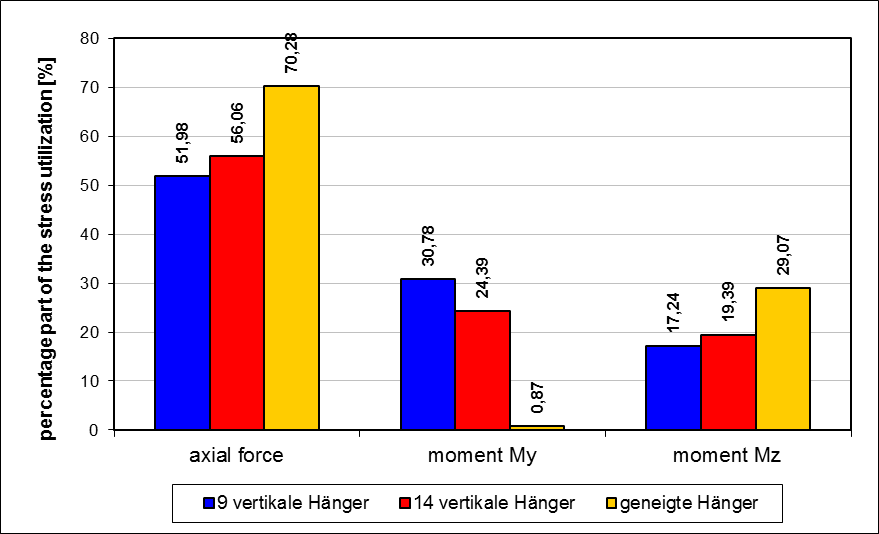 percentage part of the stress utilization [%]
80
70
60
50
40
30
20
10
0
51,98
56,06
70,28
30,78
24,39
0,87
17,24
19,39
29,07
axial force
moment My
moment Mz
9 vertikale Hänger
14 vertikale Hänger
geneigte Hänger